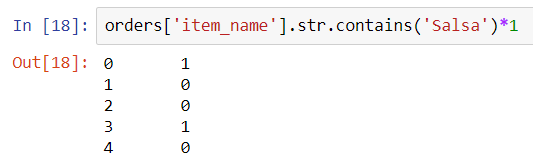 In [18]: orders['item_name'].str.contains('Salsa')*1
Out[18]: 0 1
1 0
2 0
3 1
4 0